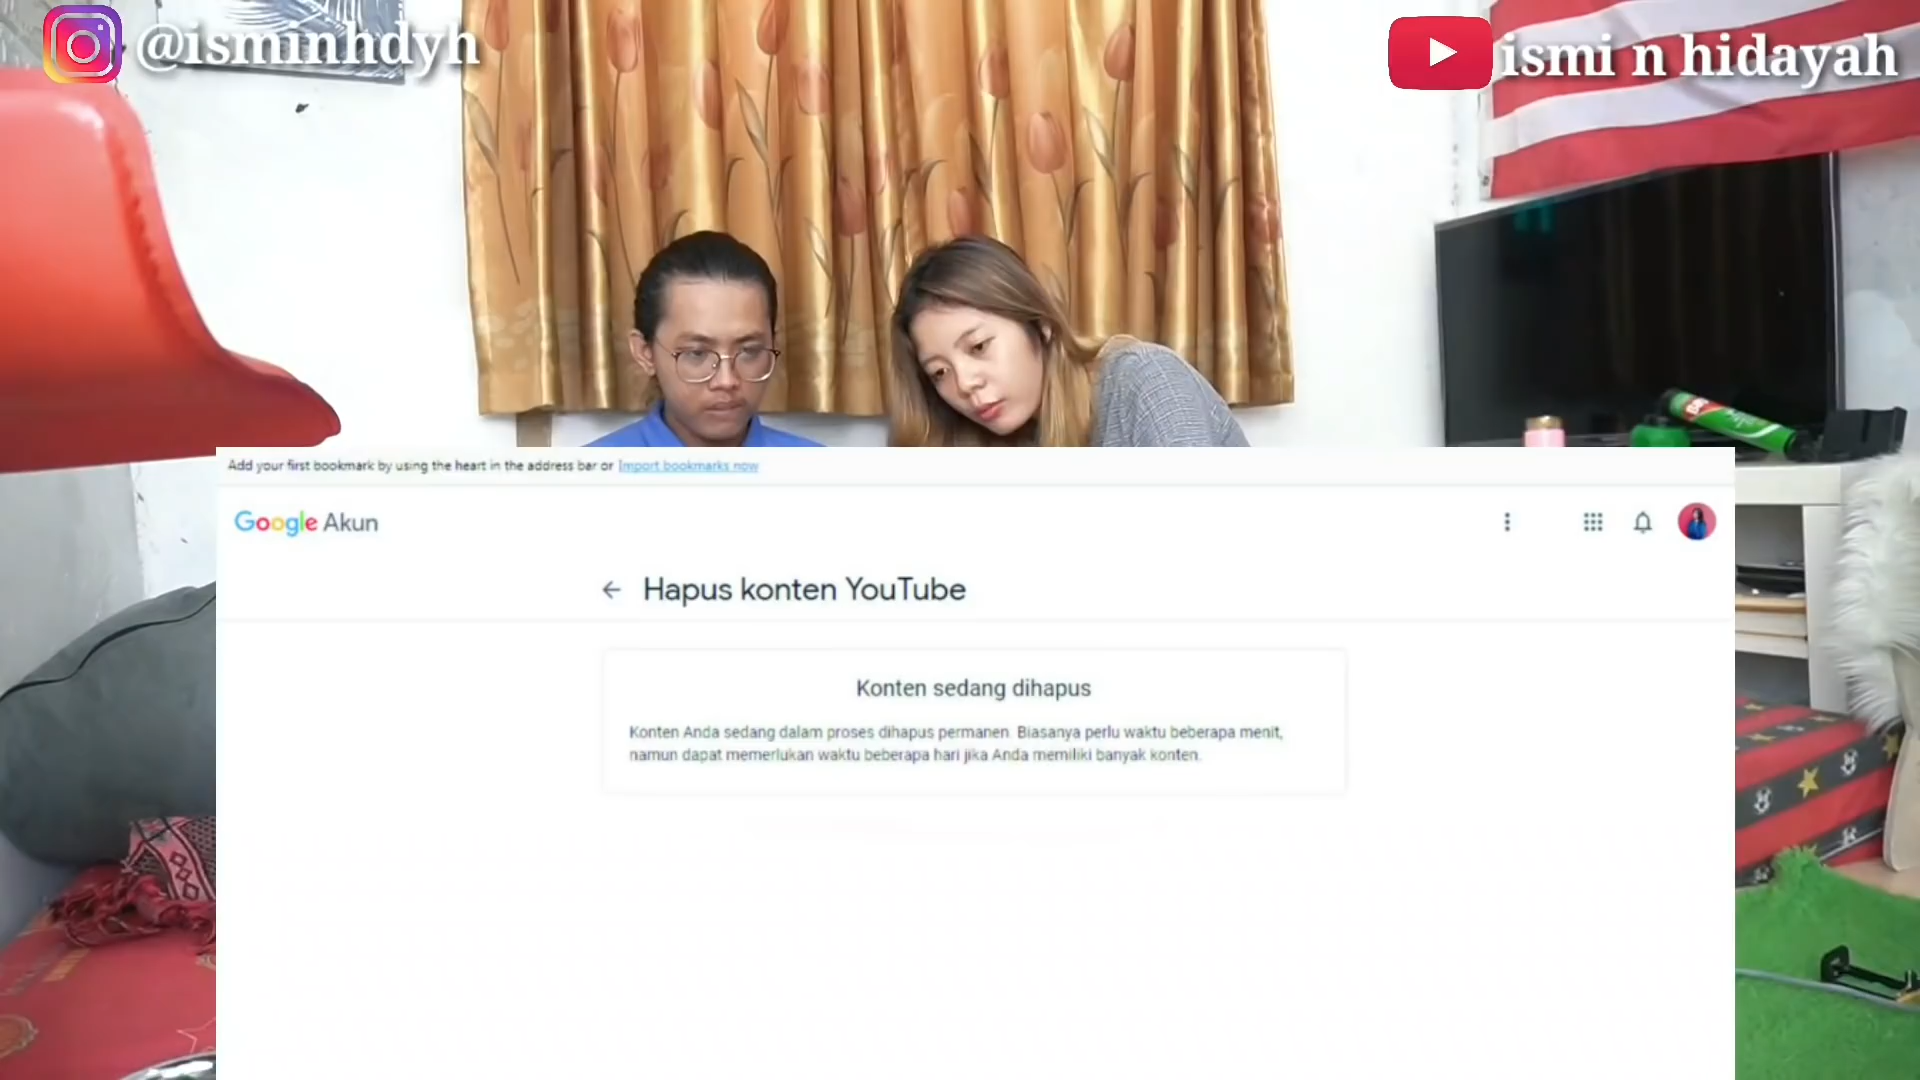 @isminhdyh
ismi n hidayah
Add your first bookmark by using the heart in the address bar or Import bookmarks now
Google Akun
Hapus konten YouTube
Konten sedang dihapus
Konten Anda sedang dalam proses dihapus permanen. Biasanya perlu waktu beberapa menit,
namun dapat memerlukan waktu beberapa hari jika Anda memiliki banyak konten.